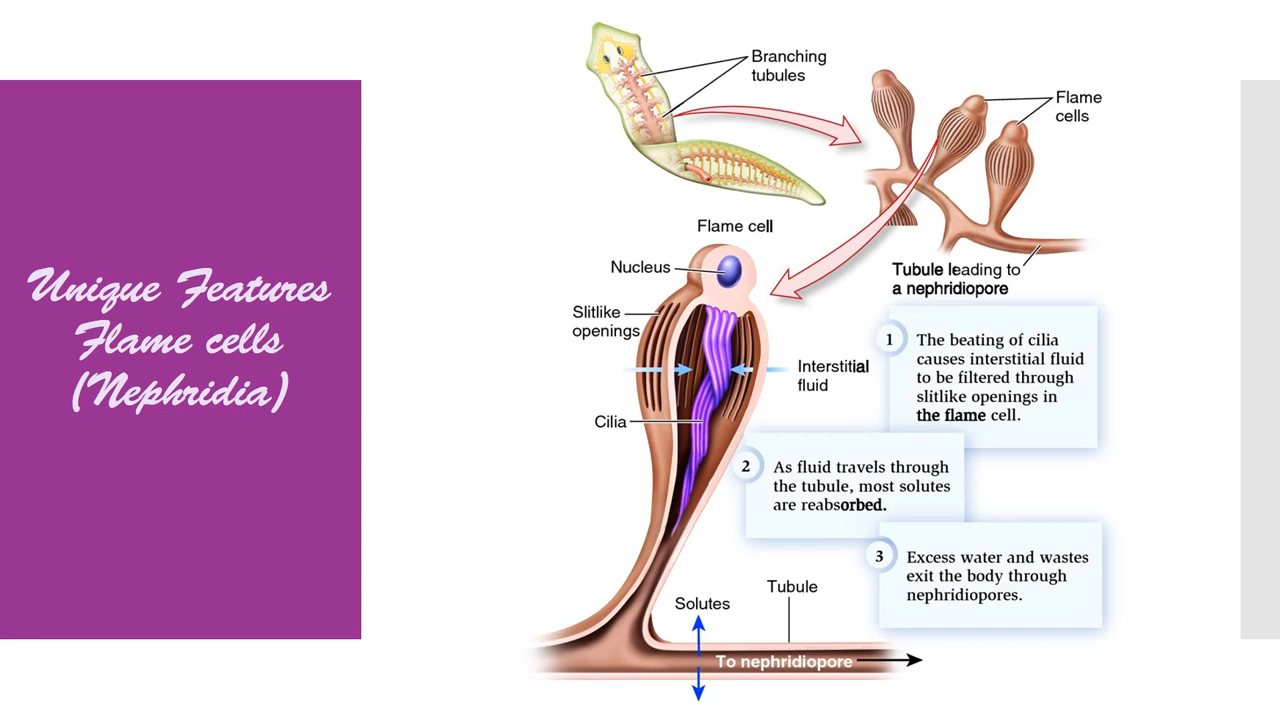 Unique Features
Flame cells
(Nephridia)
Branching
tubules
Flame
cells
Tubule leading to
a nephridiopore
Flame cell
Nucleus
Slitlike
openings
Interstitial
fluid
Cilia
1
The beating of cilia
causes interstitial fluid
to be filtered through
slitlike openings in
the flame cell.
2
As fluid travels through
the tubule, most solutes
are reabsorbed.
3
Excess water and wastes
exit the body through
nephridiopores.
Tubule
Solutes
To nephridiopore